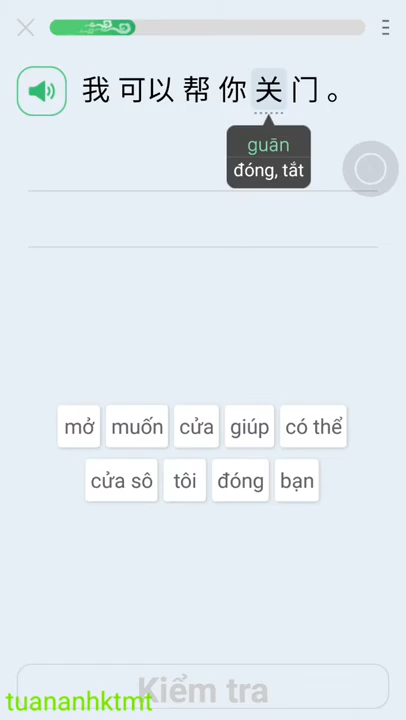 我可以帮你关门。
guān
đóng, tắt
mở muốn cửa giúp có thể
cửa sô tôi đóng bạn
Kiểm tra
tuananhktmt